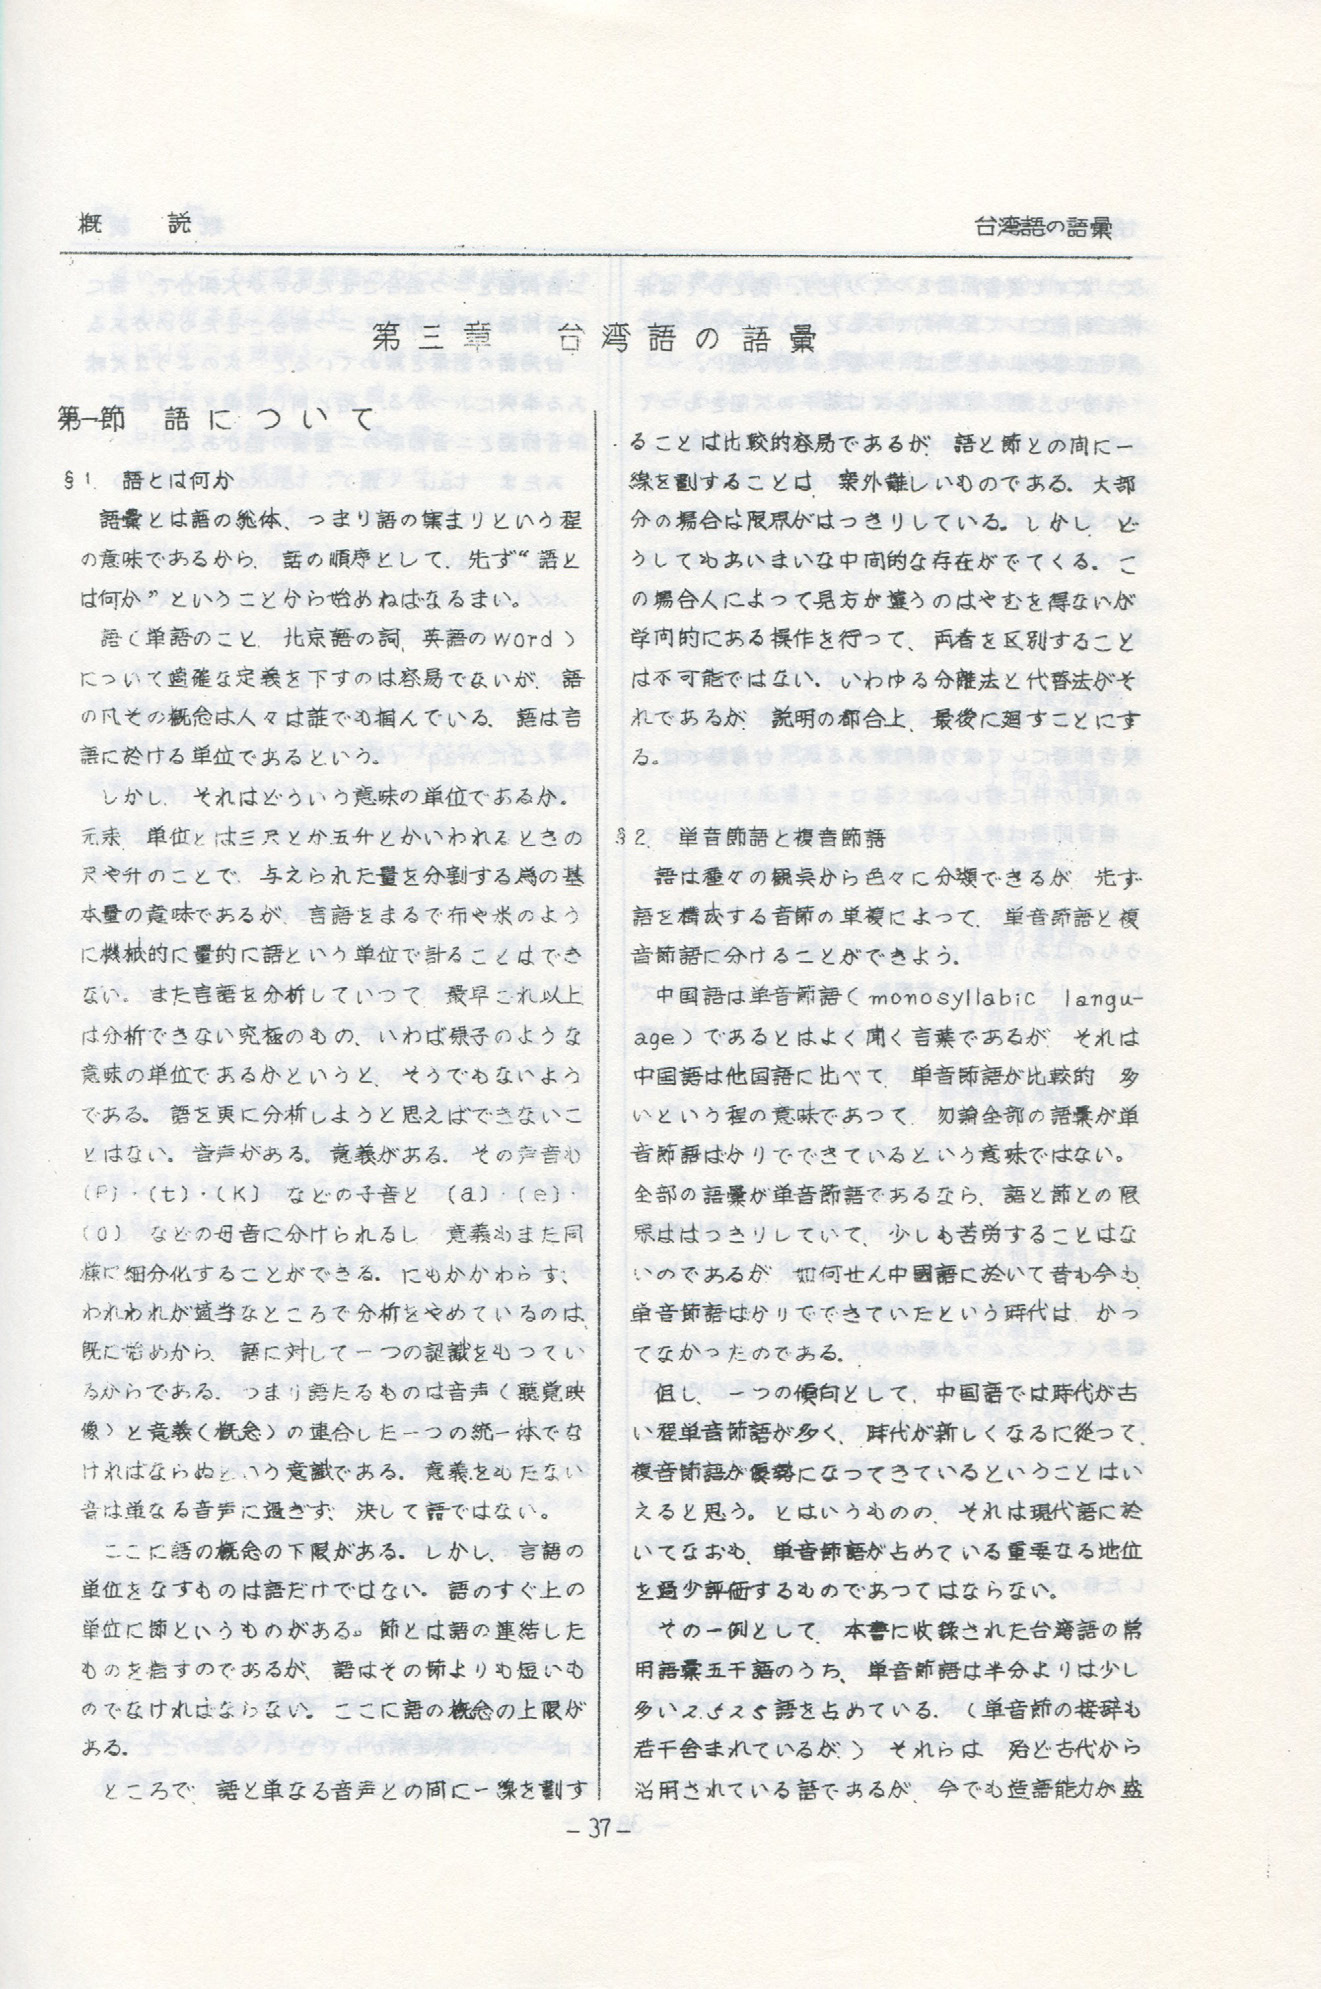 概　説
台湾語の語彙
第三章　台湾語の語彙
第一節　語について
§1. 語とは何か
語彙とは語の総体、つまり語の集まりという程
の意味であるから、話の順序として、先ず“語と
は何か”ということから始めねばなるまい。
語(単語のこと、北京語の詞、英語のword)
について適確な定義を下すのは容易でないが、語
の凡その概念は人々は誰でも掴んでいる、語は言
語に於ける単位であるという。
しかし、それはどういう意味の単位であるか。
元来、単位とは三尺とか五升とかいわれるときの
尺や升のことで、与えられた量を分割する為の基
本量の意味であるが、言語をまるで布や米のよう
に機械的に量的に語という単位で計ることはでき
ない。また言語を分析していつて、最早これ以上
は分析できない究極のもの、いわば原子のような
意味の単位であるかというと、そうでもないよう
である。語を更に分析しようと思えばできないこ
とはない。音声がある。意義がある。その声音も
(P)・(t)・(K) などの子音と (a)・(e)・
(o) などの母音に分けられるし、意義もまた同
様に細分化することができる。にもかかわらず、
われわれが適当なところで分析をやめているのは、
既に始めから、語に対して一つの認識をもつてい
るからである。つまり語たるものは音声(聴覚映
像)と意義(概念)の連合した一つの統一体でな
ければならぬという意識である。意義をもたない
音は単なる音声に過ぎず、決して語ではない。
ここに語の概念の下限がある。しかし、言語の
単位をなすものは語だけではない。語のすぐ上の
単位に節というものがある。節とは語の連結した
ものを指すのであるが、語はその節よりも短いも
のでなければならない。ここに語の概念の上限が
ある。
ところで、語と単なる音声との間に一線を劃す
ることは比較的容易であるが、語と節との間に一
線を劃することは、案外難しいものである。大部
分の場合は限界がはっきりしている。しかし、ど
うしてもあいまいな中間的な存在がでてくる。こ
の場合人によって見方が違うのはやむを得ないが
学問的にある操作を行って、両者を区別すること
は不可能ではない。いわゆる分離法と代替法がそ
れであるが、説明の都合上、最後に廻すことにす
る。
§2. 単音節語と複音節語
語は種々の観点から色々に分類できるが、先ず
語を構成する音節の単複によって、単音節語と複
音節語に分けることができよう。
中国語は単音節語(monosyllabic langu-
age)であるとはよく聞く言葉であるが、それは
中国語は他国語に比べて、単音節語が比較的 多
いという程の意味であつて、勿論全部の語彙が単
音節語ばかりでできているという意味ではない。
全部の語彙が単音節語であるなら、語と節との限
界ははっきりしていて、少しも苦労することはな
いのであるが、如何せん中國語に於いて昔も今も、
単音節語ばかりでできていたという時代は、かつ
てなかったのである。
但し、一つの傾向として、中国語では時代が古
い程単音節語が多く、時代が新しくなるに從つて、
複音節語が優勢になつてきているということはい
えると思う。とはいうものの、それは現代語に於
いてなおも、単音節語が占めている重要なる地位
を過少評価するものであつてはならない。
その一例として、本書に收録された台湾語の常
用語彙五千語のうち、単音節語は半分よりは少し
多い2,525語を占めている。(単音節の接辞も
若干含まれているが。) それらは 殆ど古代から
沿用されている語であるが、今でも造語能力が盛
－37－